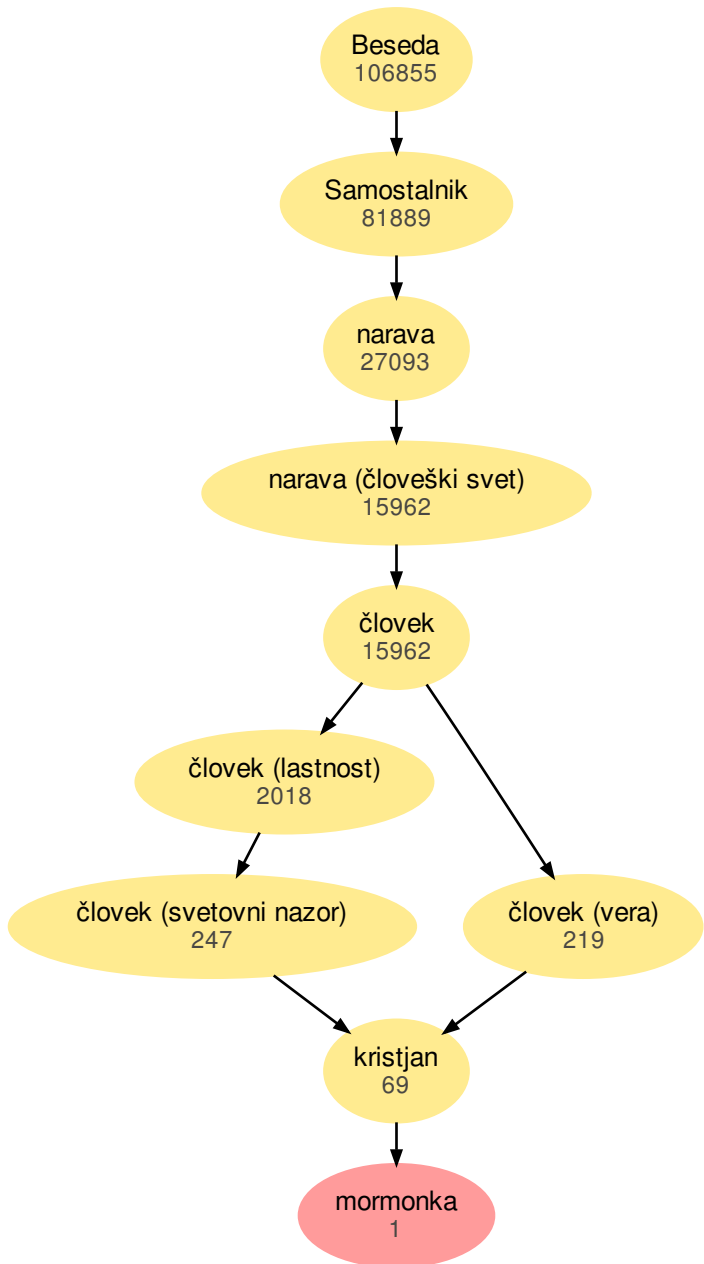 Beseda
106855
Samostalnik
81889
narava
27093
narava (človeški svet)
15962
človek
15962
človek (lastnost)
2018
človek (svetovni nazor)
247
človek (vera)
219
kristjan
69
mormonka
1